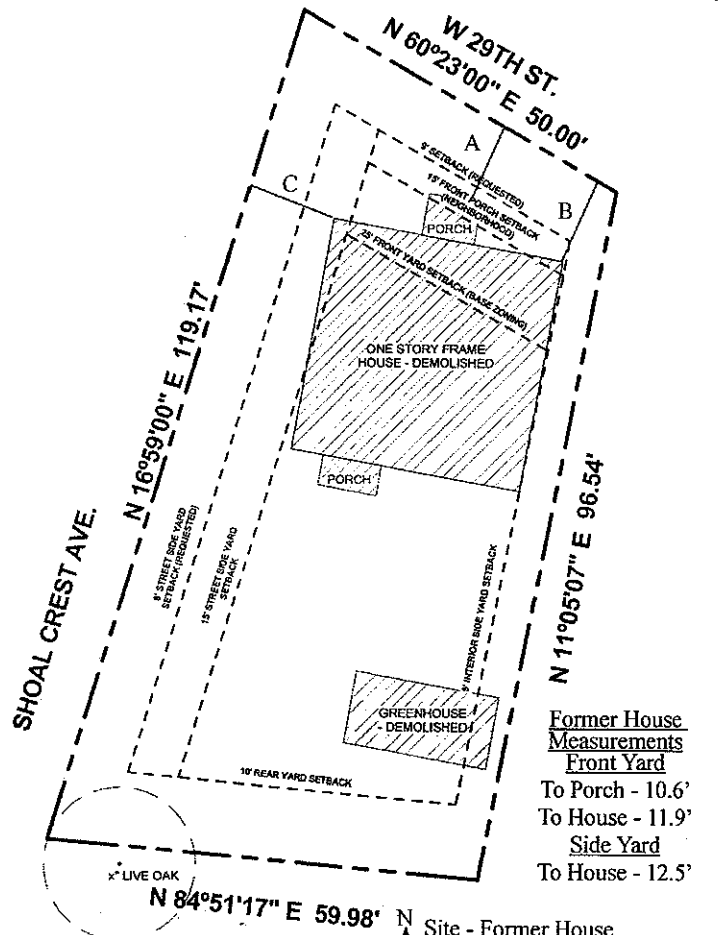 W 29TH ST.
N 60°23'00" E 50.00'
A
9' SETBACK (REQUESTED)
15' FRONT PORCH SETBACK
(NEIGHBORHOOD)
B
C
PORCH
25' FRONT YARD SETBACK (BASE ZONING)
ONE STORY FRAME
HOUSE - DEMOLISHED
PORCH
N 16°59'00" E 119.17'
SHOAL CREST AVE.
8' STREET SIDE YARD
SETBACK (REQUESTED)
15' STREET SIDE YARD
SETBACK
5' INTERIOR SIDE YARD SETBACK
N 11°05'07" E 96.54'
GREENHOUSE
- DEMOLISHED
10' REAR YARD SETBACK
Former House
Measurements
Front Yard
To Porch - 10.6'
To House - 11.9'
Side Yard
To House - 12.5'
x LIVE OAK
N 84°51'17" E 59.98'
N
Site - Former House